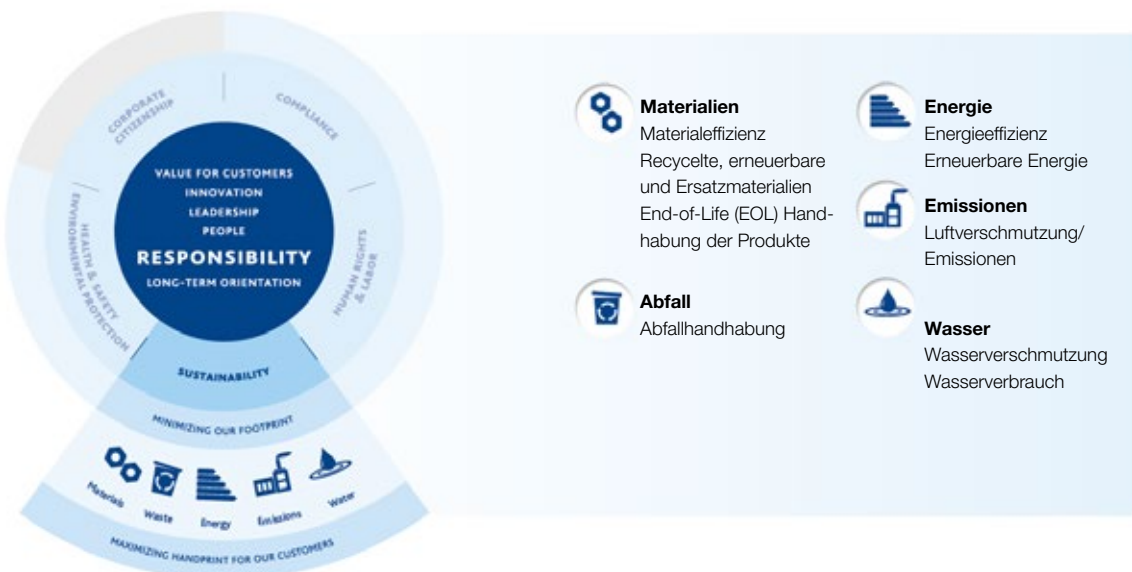 CORPORATE
CITIZENSHIP
COMPLIANCE
HEALTH & SAFETY
ENVIRONMENTAL PROTECTION
HUMAN RIGHTS
& LABOR
VALUE FOR CUSTOMERS
INNOVATION
LEADERSHIP
PEOPLE
RESPONSIBILITY
LONG-TERM ORIENTATION
SUSTAINABILITY
MINIMIZING OUR FOOTPRINT
Materials
Waste
Energy
Emissions
Water
MAXIMIZING HANDPRINT FOR OUR CUSTOMERS
Materialien
Materialeffizienz
Recycelte, erneuerbare
und Ersatzmaterialien
End-of-Life (EOL) Hand-
habung der Produkte
Abfall
Abfallhandhabung
Energie
Energieeffizienz
Erneuerbare Energie
Emissionen
Luftverschmutzung/
Emissionen
Wasser
Wasserverschmutzung
Wasserverbrauch